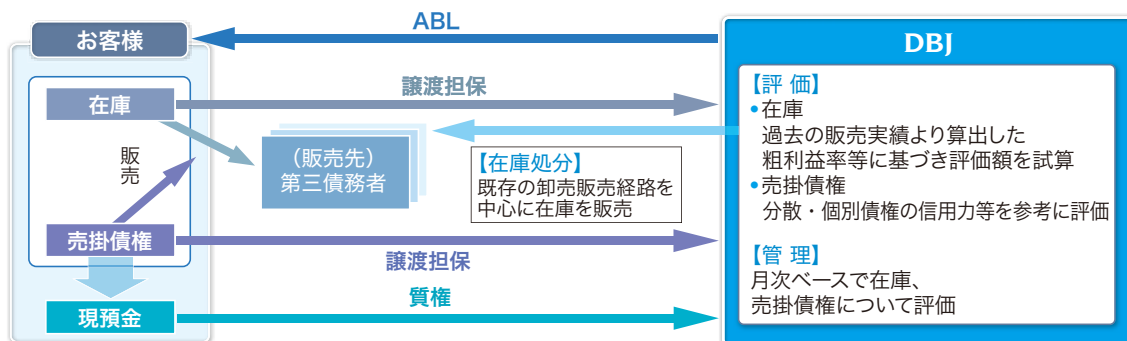 ABL
お客様
DBJ
在庫
譲渡担保
販売
（販売先）
第三債務者
【在庫処分】
既存の卸売販売経路を
中心に在庫を販売
売掛債権
譲渡担保
質権
現預金
【評 価】
•在庫
過去の販売実績より算出した
粗利益率等に基づき評価額を試算
•売掛債権
分散・個別債権の信用力等を参考に評価
【管 理】
月次ベースで在庫、
売掛債権について評価